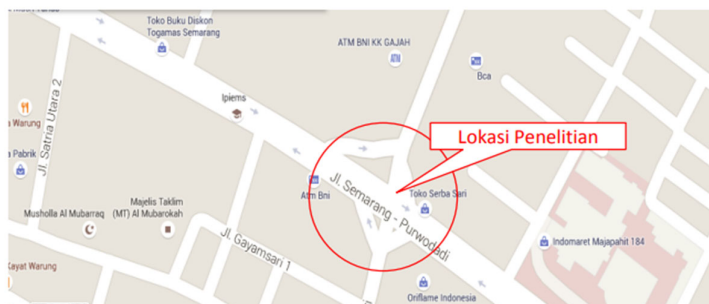 Toko Buku Diskon
Togamas Semarang
ATM BNI KK GAJAH
Bca
Ipiems
Jl. Satria Utara 2
Warung
Pabrik
Lokasi Penelitian
Atm Bni
Jl. Semarang - Purwodadi
Toko Serba Sari
Majelis Taklim
(MT) Al Mubarokah
Musholla Al Mubarraq
Jl. Gayamsari 1
Indomaret Majapahit 184
Kayat Warung
Oriflame Indonesia